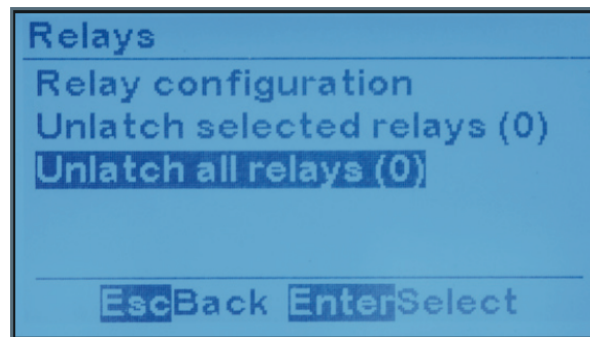 Relays
Relay configuration
Unlatch selected relays (0)
Unlatch all relays (0)
EscBack EnterSelect